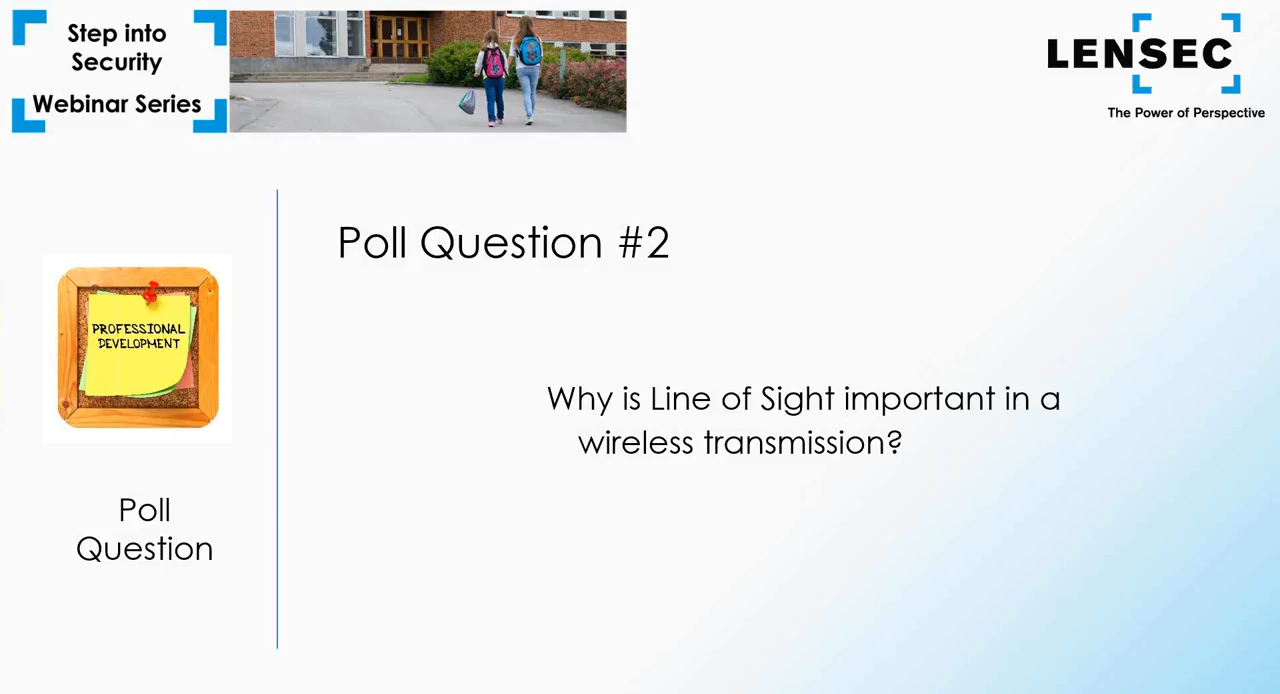 Step into
Security
Webinar Series
LENSEC
The Power of Perspective
Poll Question #2
PROFESSIONAL
DEVELOPMENT
Poll
Question
Why is Line of Sight important in a
wireless transmission?